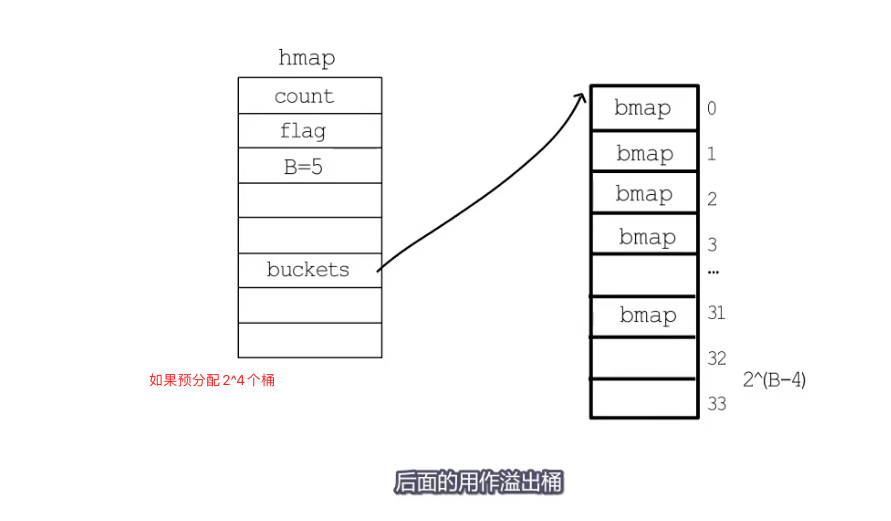 hmap
count
flag
B=5
buckets
如果预分配 2^4 个桶
bmap 0
bmap 1
bmap 2
bmap 3
...
bmap 31
32
2^(B-4)
33
后面的用作溢出桶